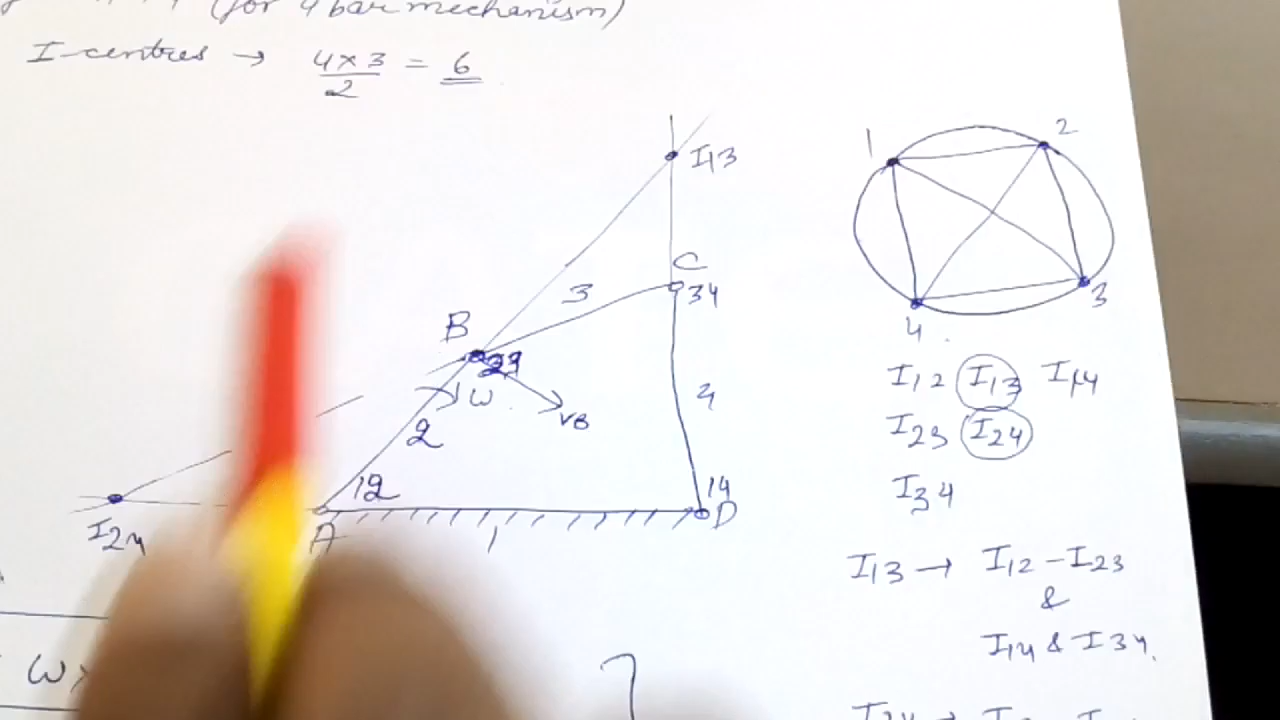 (for 4 bar mechanism)
I-centres → 4×3/2 = 6
I13
C
34
3
B
23
ω
VB
2
4
12
14
I24
A
D
1
1
2
3
4
I12 I13 I14
I23 I24
I34
I13 → I12 - I23
&
I14 & I34.
ω